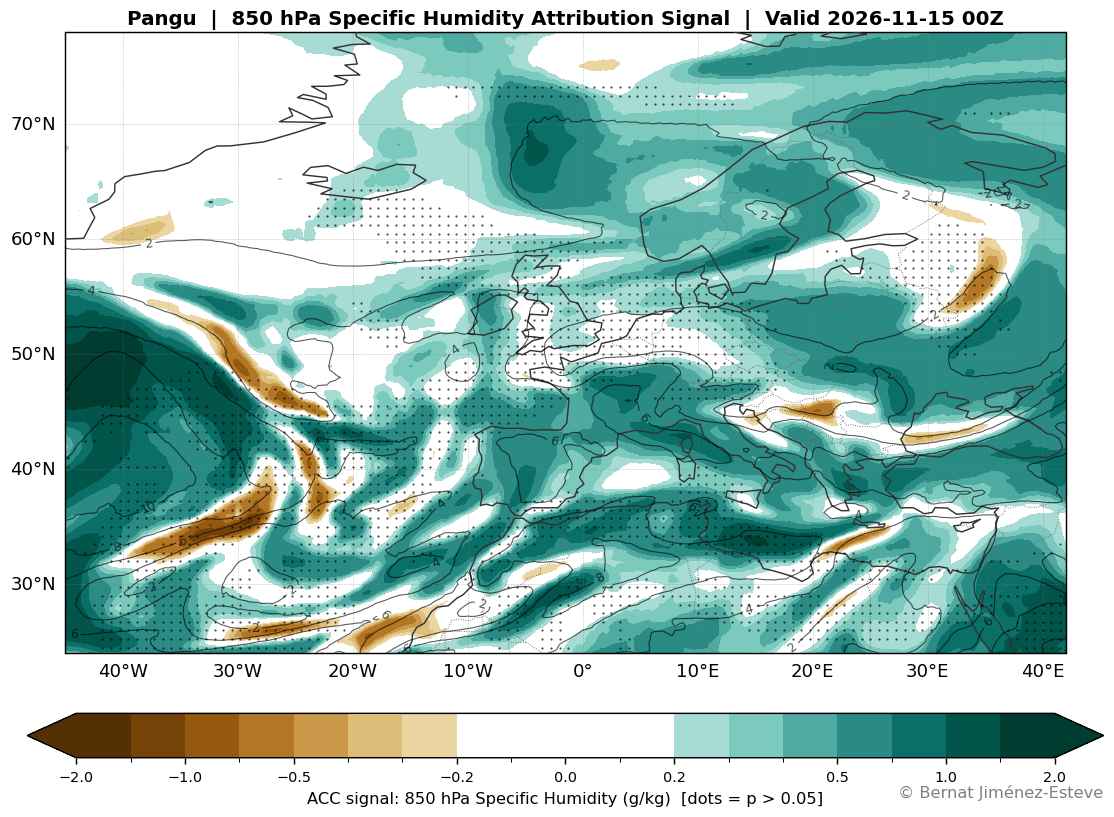 Pangu | 850 hPa Specific Humidity Attribution Signal | Valid 2026-11-15 00Z
70°N
60°N
50°N
40°N
30°N
40°W 30°W 20°W 10°W 0° 10°E 20°E 30°E 40°E
−2.0 −1.0 −0.5 −0.2 0.0 0.2 0.5 1.0 2.0
ACC signal: 850 hPa Specific Humidity (g/kg) [dots = p > 0.05]
© Bernat Jiménez-Esteve